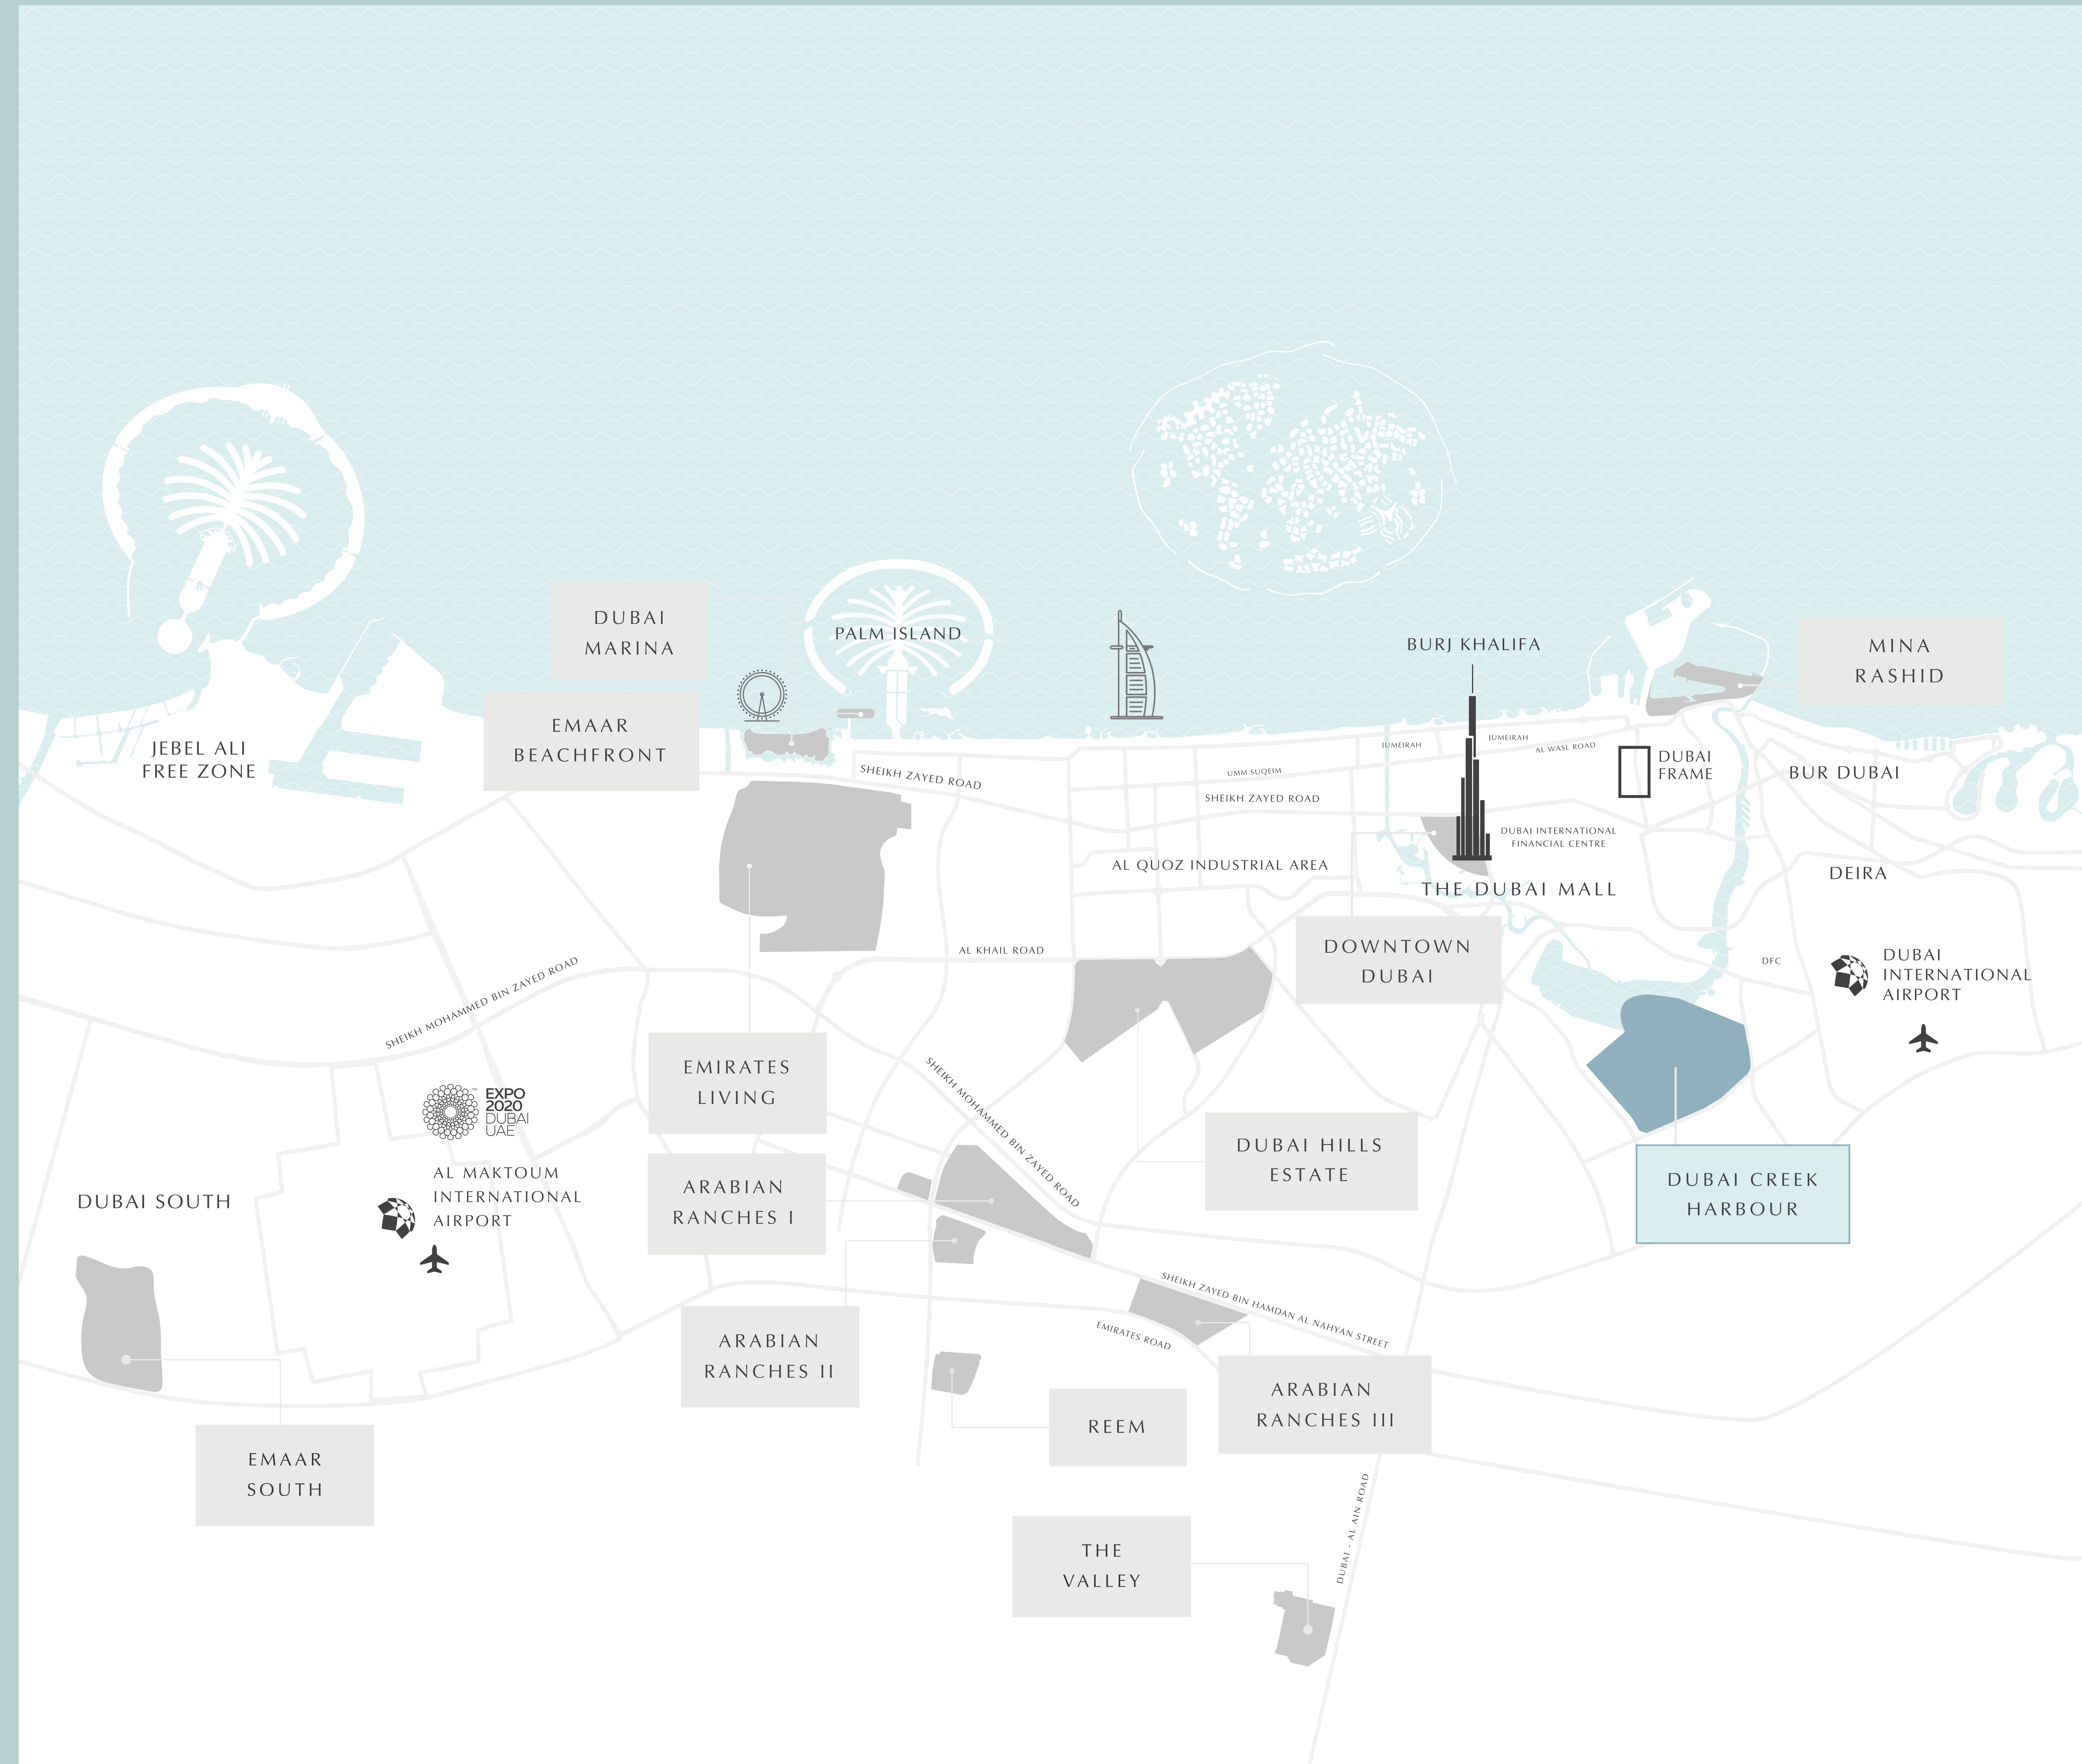 DUBAI
MARINA
PALM ISLAND
BURJ KHALIFA
MINA
RASHID
EMAAR
BEACHFRONT
JEBEL ALI
FREE ZONE
SHEIKH ZAYED ROAD
UMM SUQEIM
SHEIKH ZAYED ROAD
JUMEIRAH
JUMEIRAH
AL WASL ROAD
DUBAI
FRAME
BUR DUBAI
DUBAI INTERNATIONAL
FINANCIAL CENTRE
AL QUOZ INDUSTRIAL AREA
THE DUBAI MALL
DEIRA
DOWNTOWN
DUBAI
AL KHAIL ROAD
DFC
DUBAI
INTERNATIONAL
AIRPORT
SHEIKH MOHAMMED BIN ZAYED ROAD
EMIRATES
LIVING
SHEIKH MOHAMMED BIN ZAYED ROAD
EXPO
2020
DUBAI
UAE
TM
DUBAI HILLS
ESTATE
DUBAI CREEK
HARBOUR
AL MAKTOUM
INTERNATIONAL
AIRPORT
DUBAI SOUTH
ARABIAN
RANCHES I
SHEIKH ZAYED BIN HAMDAN AL NAHYAN STREET
EMIRATES ROAD
ARABIAN
RANCHES II
ARABIAN
RANCHES III
REEM
EMAAR
SOUTH
THE
VALLEY
DUBAI - AL AIN ROAD